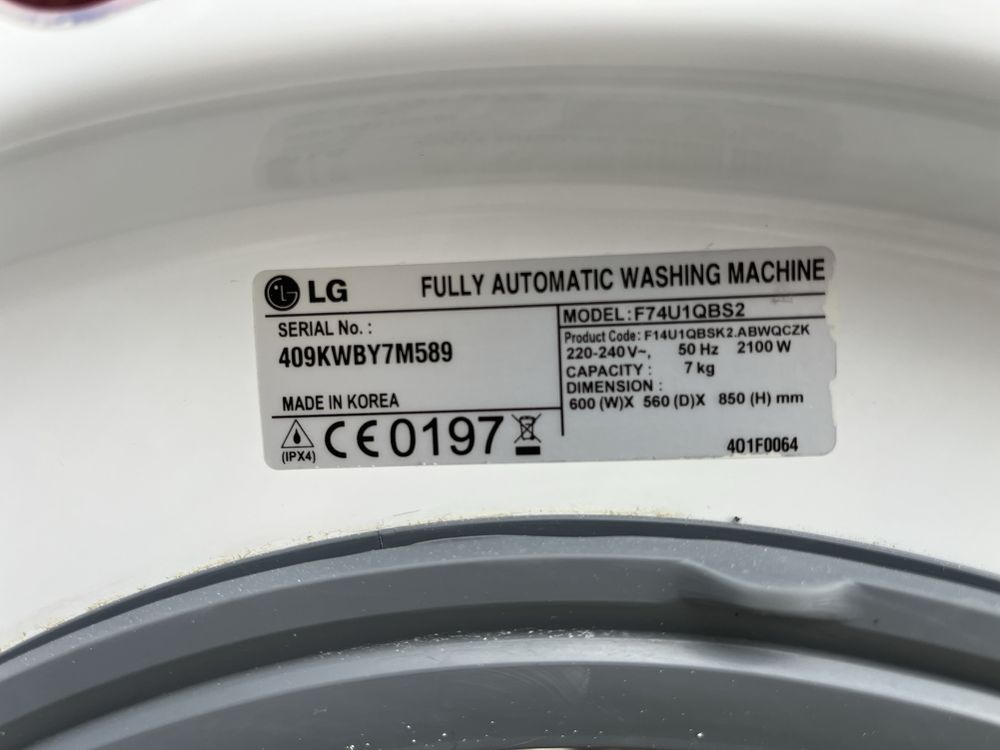 LG FULLY AUTOMATIC WASHING MACHINE
SERIAL No. :
409KWBY7M589
MADE IN KOREA
(IPX4)
CE0197
MODEL:F74U1QBS2
Product Code: F14U1QBSK2.ABWQCZK
220-240V~, 50 Hz 2100 W
CAPACITY : 7 kg
DIMENSION :
600 (W)X 560 (D)X 850 (H) mm
401F0064